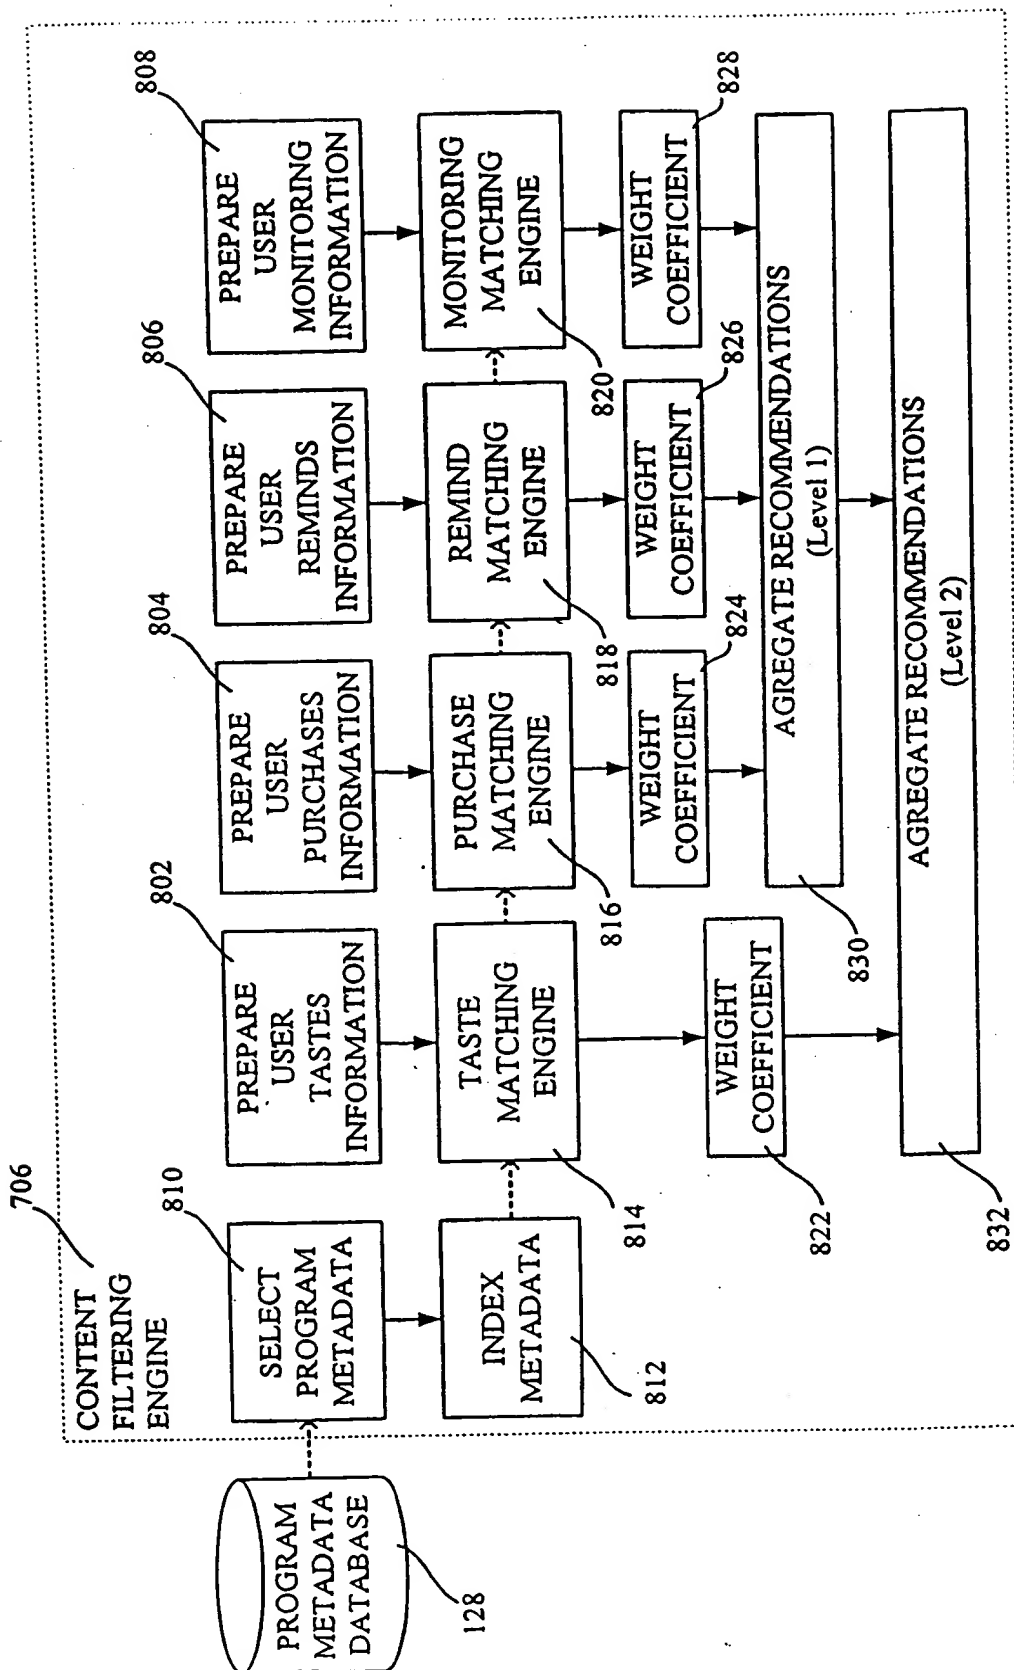 706
CONTENT
FILTERING
ENGINE
PROGRAM
METADATA
DATABASE
128
810
SELECT
PROGRAM
METADATA
802
PREPARE
USER
TASTES
INFORMATION
804
PREPARE
USER
PURCHASES
INFORMATION
806
PREPARE
USER
REMINDS
INFORMATION
808
PREPARE
USER
MONITORING
INFORMATION
INDEX
METADATA
812
TASTE
MATCHING
ENGINE
814
PURCHASE
MATCHING
ENGINE
816
REMIND
MATCHING
ENGINE
818
MONITORING
MATCHING
ENGINE
820
WEIGHT
COEFFICIENT
822
WEIGHT
COEFFICIENT
824
WEIGHT
COEFFICIENT
826
WEIGHT
COEFFICIENT
828
AGREGATE RECOMMENDATIONS
(Level 1)
830
AGREGATE RECOMMENDATIONS
(Level 2)
832